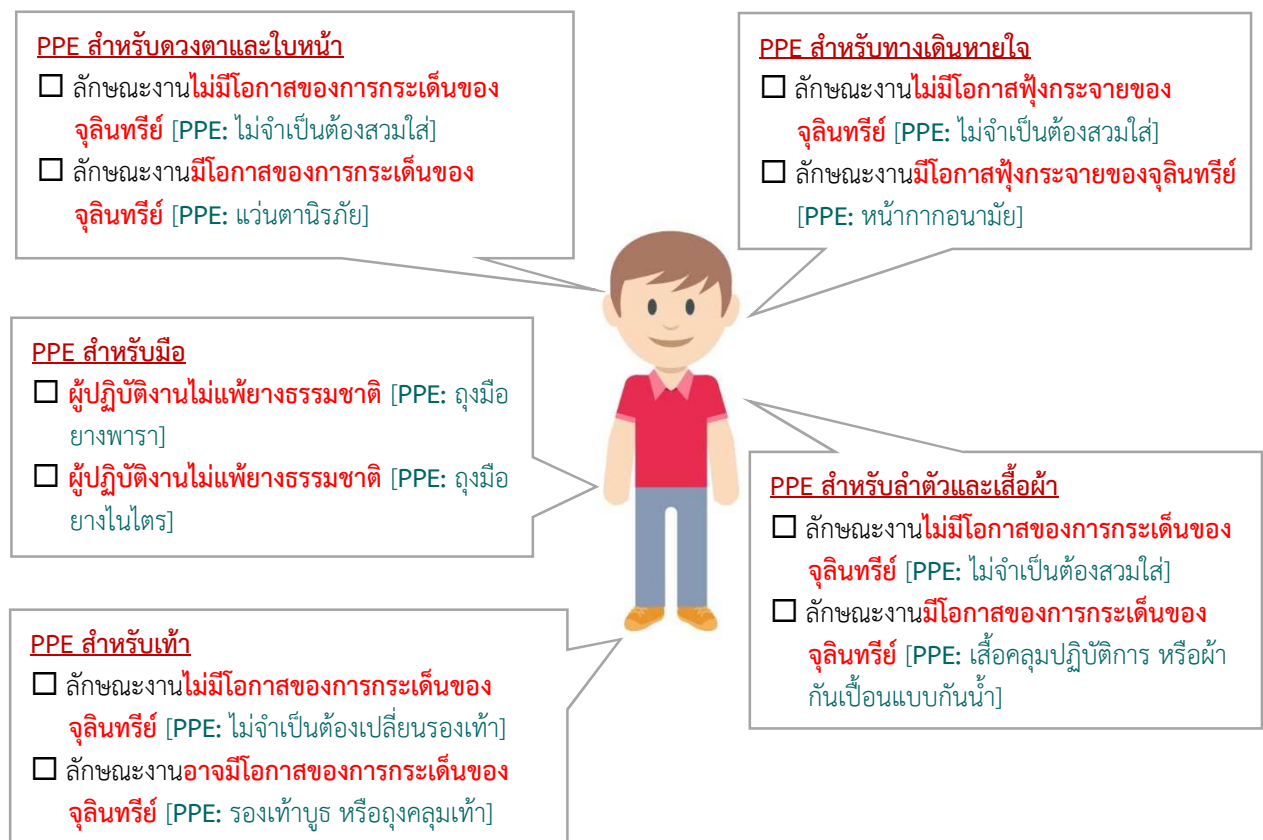 PPE สำหรับดวงตาและใบหน้า
☐ ลักษณะงานไม่มีโอกาสของการกระเด็นของ
จุลินทรีย์ [PPE: ไม่จำเป็นต้องสวมใส่]
☐ ลักษณะงานมีโอกาสของการกระเด็นของ
จุลินทรีย์ [PPE: แว่นตานิรภัย]
PPE สำหรับทางเดินหายใจ
☐ ลักษณะงานไม่มีโอกาสฟุ้งกระจายของ
จุลินทรีย์ [PPE: ไม่จำเป็นต้องสวมใส่]
☐ ลักษณะงานมีโอกาสฟุ้งกระจายของจุลินทรีย์
[PPE: หน้ากากอนามัย]
PPE สำหรับมือ
☐ ผู้ปฏิบัติงานไม่แพ้ยางธรรมชาติ [PPE: ถุงมือ
ยางพารา]
☐ ผู้ปฏิบัติงานไม่แพ้ยางธรรมชาติ [PPE: ถุงมือ
ยางไนไตร]
PPE สำหรับลำตัวและเสื้อผ้า
☐ ลักษณะงานไม่มีโอกาสของการกระเด็นของ
จุลินทรีย์ [PPE: ไม่จำเป็นต้องสวมใส่]
☐ ลักษณะงานมีโอกาสของการกระเด็นของ
จุลินทรีย์ [PPE: เสื้อคลุมปฏิบัติการ หรือผ้า
กันเปื้อนแบบกันน้ำ]
PPE สำหรับเท้า
☐ ลักษณะงานไม่มีโอกาสของการกระเด็นของ
จุลินทรีย์ [PPE: ไม่จำเป็นต้องเปลี่ยนรองเท้า]
☐ ลักษณะงานอาจมีโอกาสของการกระเด็นของ
จุลินทรีย์ [PPE: รองเท้าบูธ หรือถุงคลุมเท้า]